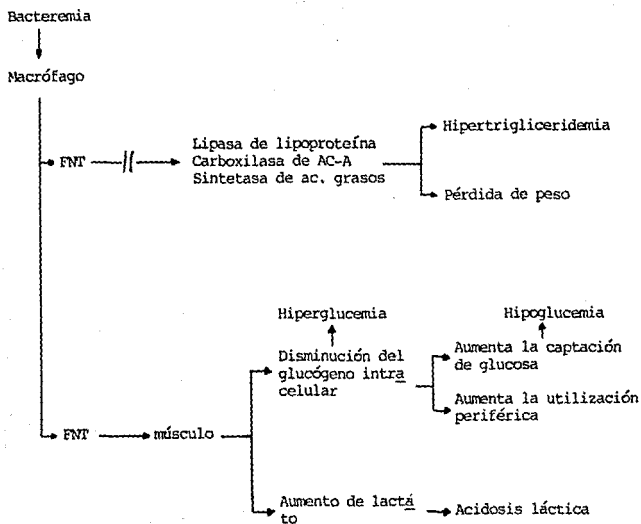 Bacteremia
Macrófago
FNT
Lipasa de lipoproteína
Carboxilasa de AC-A
Sintetasa de ac. grasos
Hipertrigliceridemia
Pérdida de peso
Hiperglucemia
Hipoglucemia
Disminución del
glucógeno intra
celular
Aumenta la captación
de glucosa
Aumenta la utilización
periférica
FNT
músculo
Aumento de lactá
to
Acidosis láctica